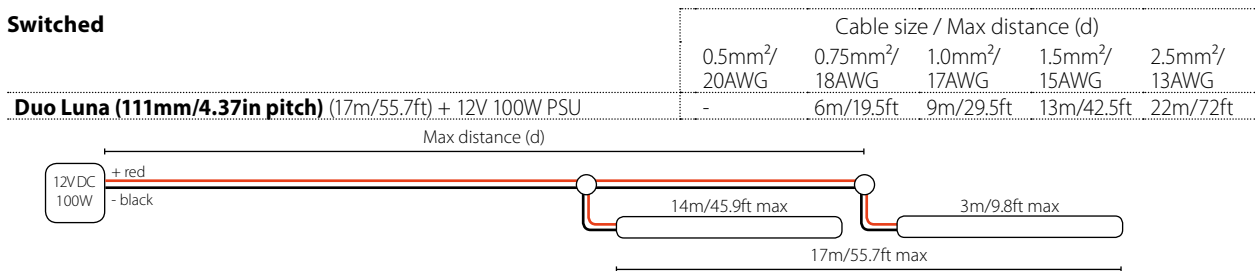 Switched
Cable size / Max distance (d)
0.5mm²/ 0.75mm²/ 1.0mm²/ 1.5mm²/ 2.5mm²/
20AWG 18AWG 17AWG 15AWG 13AWG
Duo Luna (111mm/4.37in pitch) (17m/55.7ft) + 12V 100W PSU - 6m/19.5ft 9m/29.5ft 13m/42.5ft 22m/72ft
Max distance (d)
12V DC
100W
+ red
- black
14m/45.9ft max
3m/9.8ft max
17m/55.7ft max